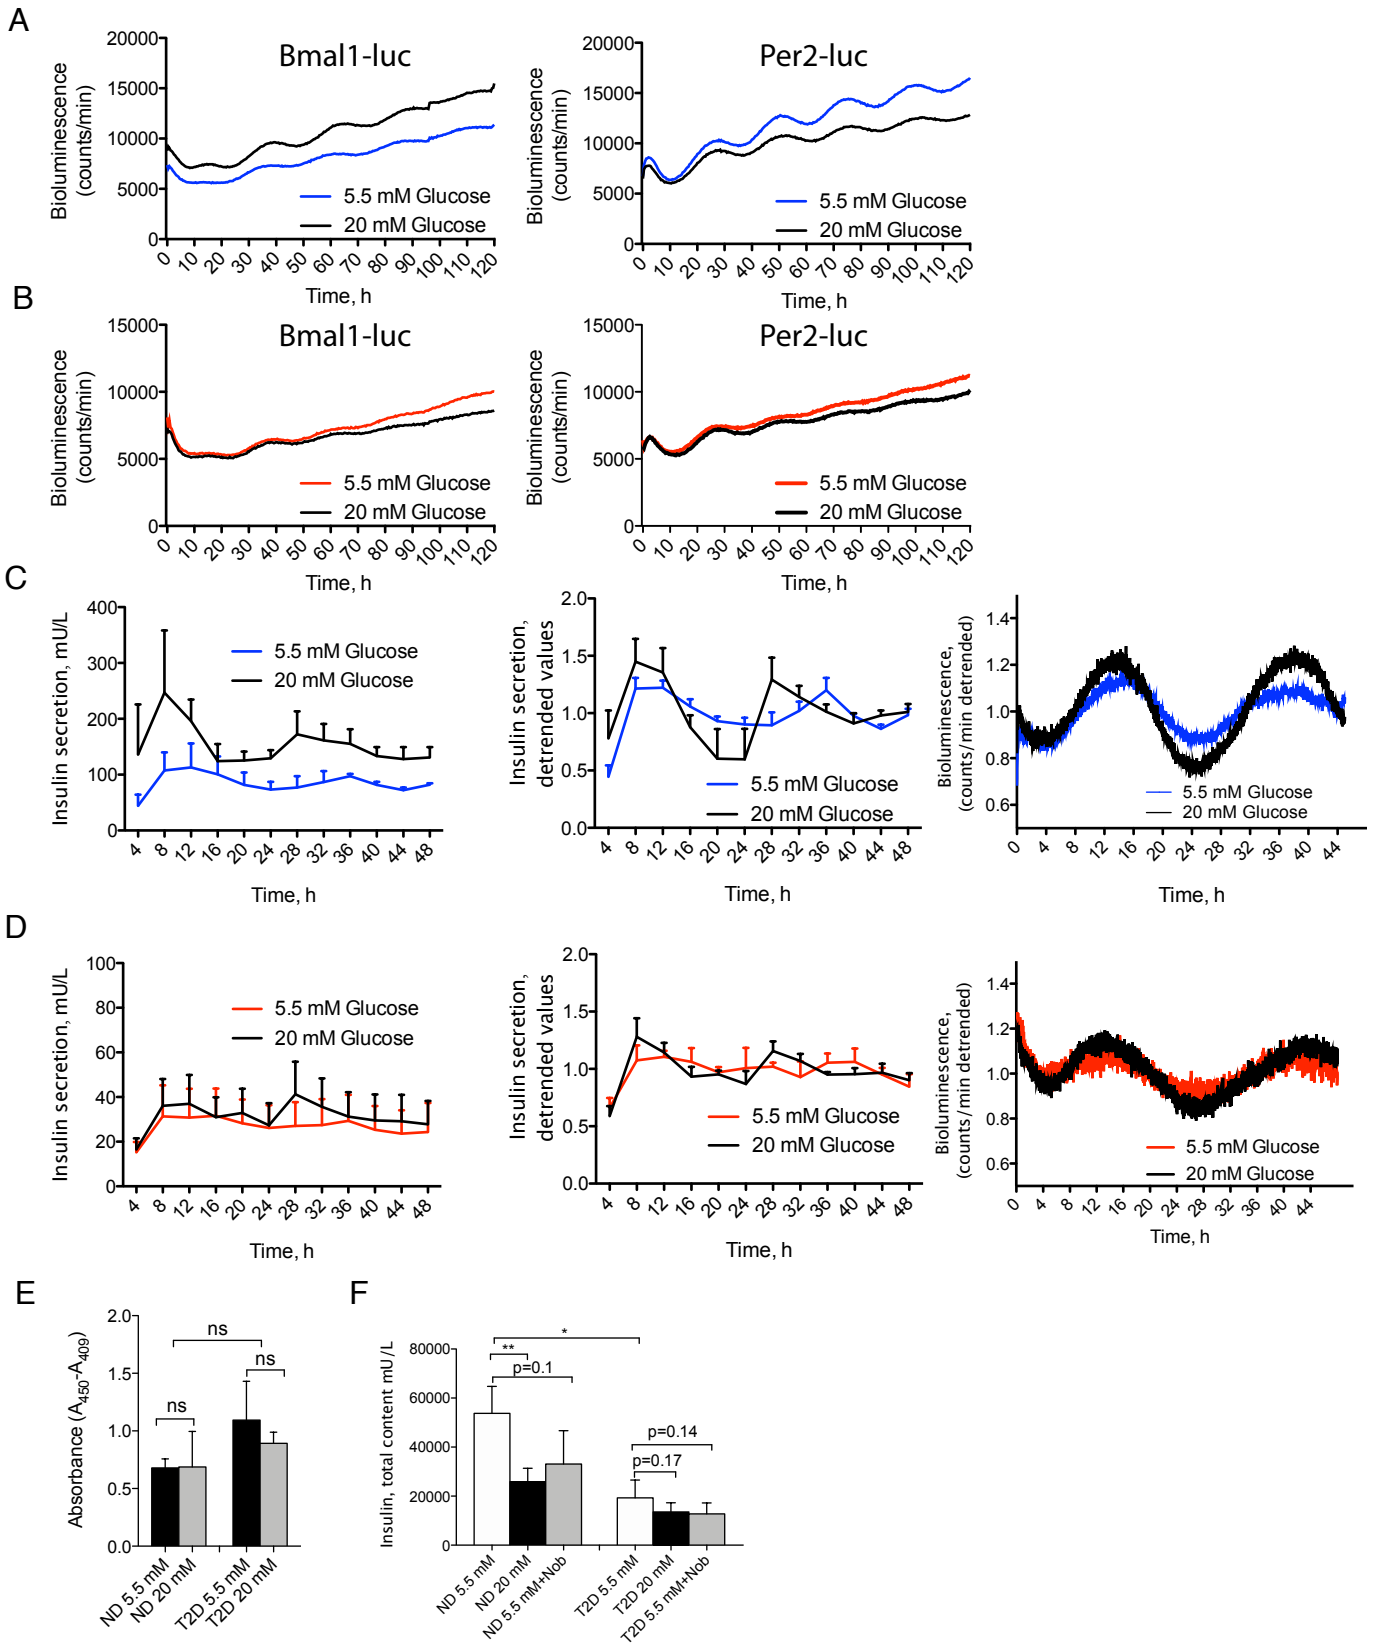 A
Bmal1-luc
Bioluminescence
(counts/min)
20000
15000
10000
5000
0
5.5 mM Glucose
20 mM Glucose
0 10 20 30 40 50 60 70 80 90 100 120
Time, h
Per2-luc
Bioluminescence
(counts/min)
20000
15000
10000
5000
0
5.5 mM Glucose
20 mM Glucose
0 10 20 30 40 50 60 70 80 90 100 120
Time, h
B
Bmal1-luc
Bioluminescence
(counts/min)
15000
10000
5000
0
5.5 mM Glucose
20 mM Glucose
0 10 20 30 40 50 60 70 80 90 100 120
Time, h
Per2-luc
Bioluminescence
(counts/min)
15000
10000
5000
0
5.5 mM Glucose
20 mM Glucose
0 10 20 30 40 50 60 70 80 90 100 120
Time, h
C
Insulin secretion, mU/L
400
300
200
100
0
5.5 mM Glucose
20 mM Glucose
4 8 12 16 20 24 28 32 36 40 44 48
Time, h
Insulin secretion,
detrended values
2.0
1.5
1.0
0.5
0.0
5.5 mM Glucose
20 mM Glucose
4 8 12 16 20 24 28 32 36 40 44 48
Time, h
Bioluminescence,
(counts/min detrended)
1.4
1.2
1.0
0.8
0.6
5.5 mM Glucose
20 mM Glucose
0 4 8 12 16 20 24 28 32 36 40 44
Time, h
D
Insulin secretion, mU/L
100
80
60
40
20
0
5.5 mM Glucose
20 mM Glucose
4 8 12 16 20 24 28 32 36 40 44 48
Time, h
Insulin secretion,
detrended values
2.0
1.5
1.0
0.5
0.0
5.5 mM Glucose
20 mM Glucose
4 8 12 16 20 24 28 32 36 40 44 48
Time, h
Bioluminescence,
(counts/min detrended)
1.4
1.2
1.0
0.8
0.6
5.5 mM Glucose
20 mM Glucose
0 4 8 12 16 20 24 28 32 36 40 44
Time, h
E
Absorbance (A450-A409)
2.0
1.5
1.0
0.5
0.0
ns
ns
ns
ND 5.5 mM
ND 20 mM
T2D 5.5 mM
T2D 20 mM
F
Insulin, total content mU/L
80000
60000
40000
20000
0
*
**
p=0.1
p=0.14
p=0.17
ND 5.5 mM
ND 20 mM
ND 5.5 mM+Nob
T2D 5.5 mM
T2D 20 mM
T2D 5.5 mM+Nob